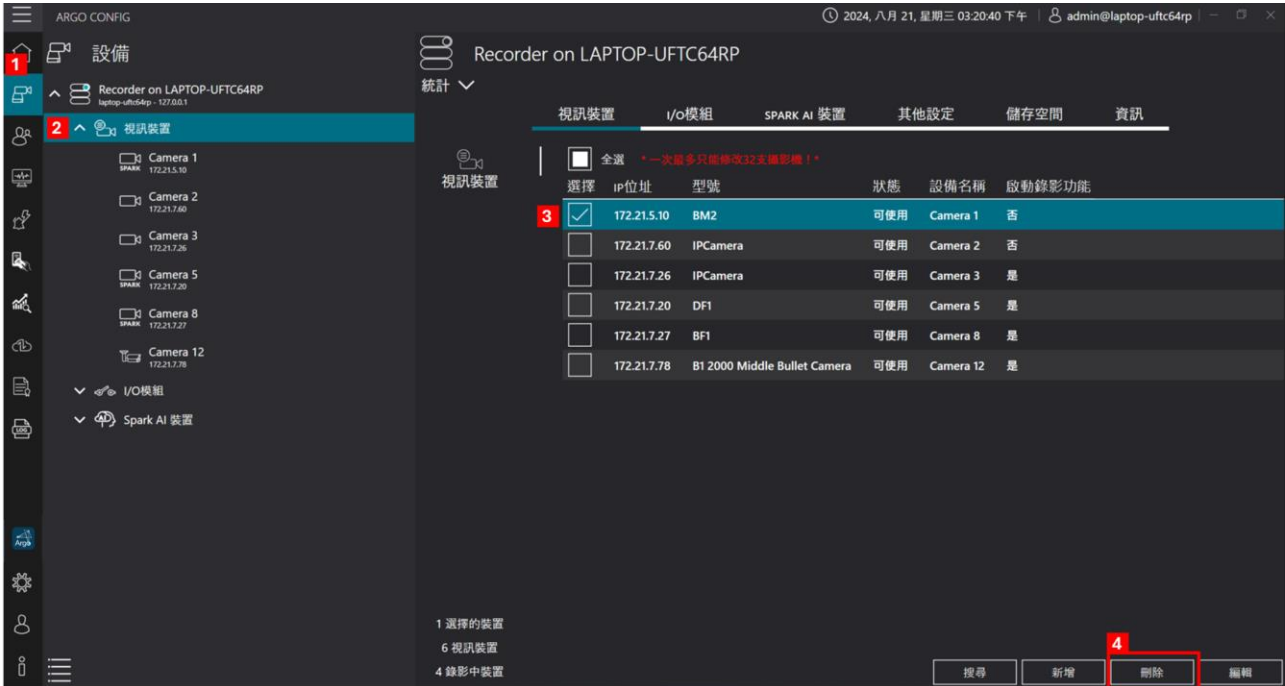 ARGO CONFIG
2024, 八月 21, 星期三 03:20:40 下午
admin@laptop-uftc64rp
1
設備
Recorder on LAPTOP-UFTC64RP
laptop-uftc64rp - 127.0.0.1
2 視訊裝置
Camera 1
SPARK 172.21.5.10
Camera 2
172.21.7.60
Camera 3
172.21.7.26
Camera 5
SPARK 172.21.7.20
Camera 8
SPARK 172.21.7.27
Camera 12
172.21.7.78
I/O模組
AI Spark AI 裝置
LOG
Argo
Recorder on LAPTOP-UFTC64RP
統計
視訊裝置 I/O模組 SPARK AI 裝置 其他設定 儲存空間 資訊
視訊裝置
全選 *一次最多只能修改32支攝影機！*
選擇 IP位址 型號 狀態 設備名稱 啟動錄影功能
3 172.21.5.10 BM2 可使用 Camera 1 否
172.21.7.60 IPCamera 可使用 Camera 2 否
172.21.7.26 IPCamera 可使用 Camera 3 是
172.21.7.20 DF1 可使用 Camera 5 是
172.21.7.27 BF1 可使用 Camera 8 是
172.21.7.78 B1 2000 Middle Bullet Camera 可使用 Camera 12 是
1 選擇的裝置
6 視訊裝置
4 錄影中裝置
4
搜尋 新增 刪除 編輯